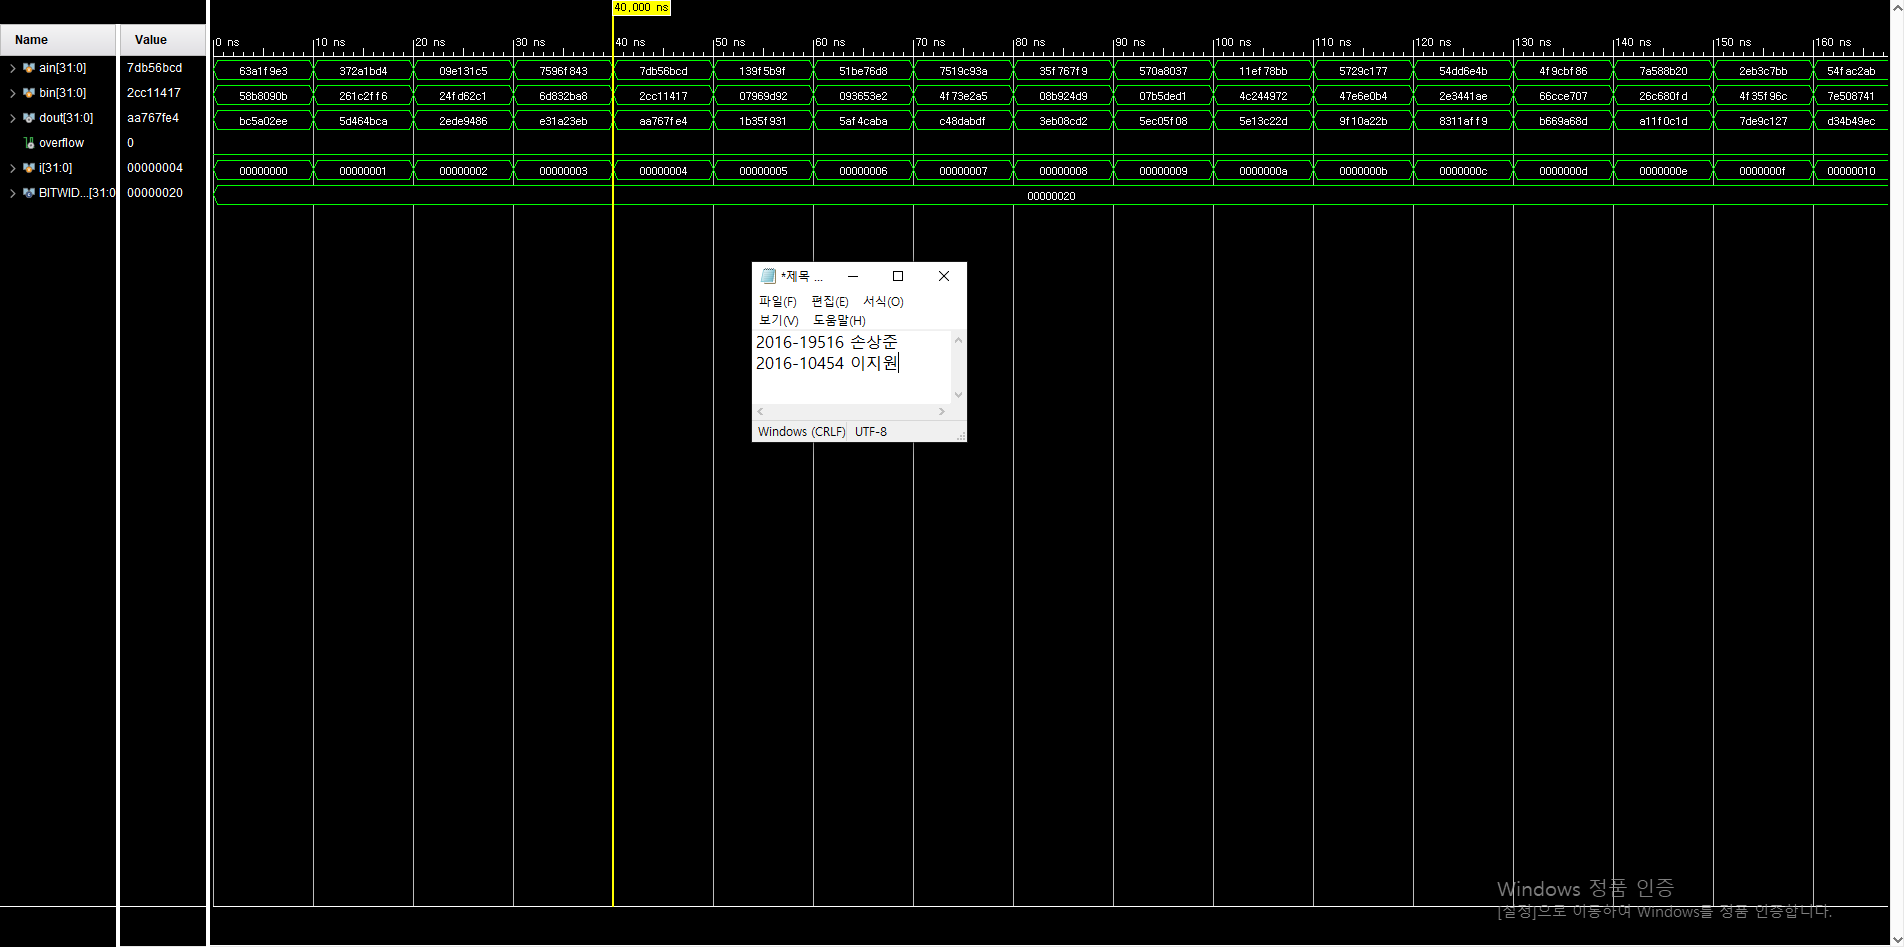 40,000 ns
Name Value
0 ns 10 ns 20 ns 30 ns 40 ns 50 ns 60 ns 70 ns 80 ns 90 ns 100 ns 110 ns 120 ns 130 ns 140 ns 150 ns 160 ns
ain[31:0] 7db56bcd 63a1f9e3 372a1bd4 09e131c5 7596f843 7db56bcd 139f5b9f 51be76d8 7519c93a 35f767f9 570a8037 11ef78bb 5729c177 54dd6e4b 4f9cbf86 7a588b20 2eb3c7bb 54fac2ab
bin[31:0] 2cc11417 58b8090b 261c2ff6 24fd62c1 6d832ba8 2cc11417 07969d92 093653e2 4f73e2a5 08b924d9 07b5ded1 4c244972 47e6e0b4 2e3441ae 66cce707 26c680fd 4f35f96c 7e508741
dout[31:0] aa767fe4 bc5a02ee 5d464bca 2ede9486 e31a23eb aa767fe4 1b35f931 5af4caba c48dabdf 3eb08cd2 5ec05f08 5e13c22d 9f10a22b 8311aff9 b669a68d a11f0c1d 7de9c127 d34b49ec
overflow 0
i[31:0] 00000004 00000000 00000001 00000002 00000003 00000004 00000005 00000006 00000007 00000008 00000009 0000000a 0000000b 0000000c 0000000d 0000000e 0000000f 00000010
BITWID...[31:0 00000020 00000020
*제목 ...
파일(F) 편집(E) 서식(O)
보기(V) 도움말(H)
2016-19516 손상준
2016-10454 이지원
Windows (CRLF) UTF-8
Windows 정품 인증
[설정]으로 이동하여 Windows를 정품 인증합니다.